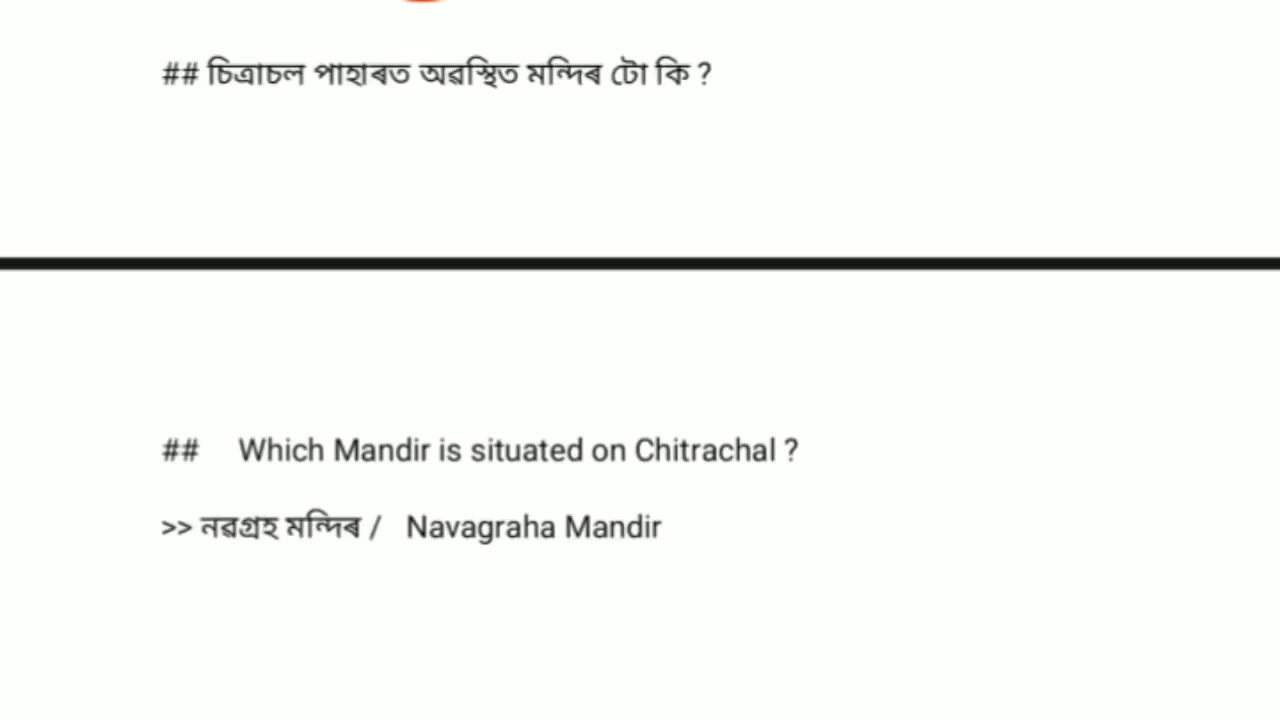 ## চিত্ৰাচল পাহাৰত অৱস্থিত মন্দিৰ টো কি ?
## Which Mandir is situated on Chitrachal ?
>> নৱগ্ৰহ মন্দিৰ / Navagraha Mandir